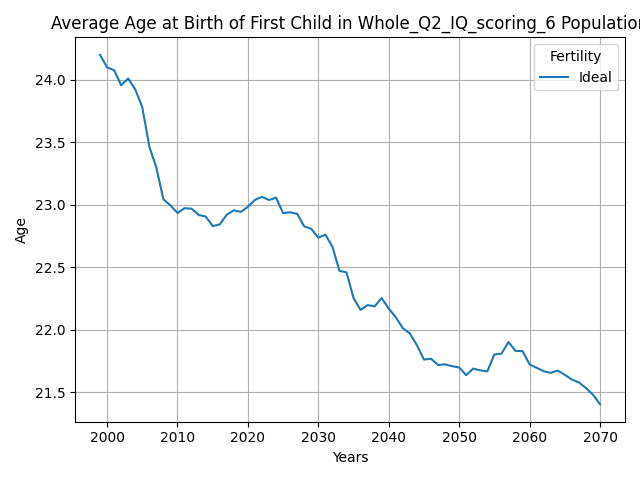 Average Age at Birth of First Child in Whole_Q2_IQ_scoring_6 Population
Fertility
Ideal
24.0
23.5
23.0
22.5
22.0
21.5
Age
2000 2010 2020 2030 2040 2050 2060 2070
Years